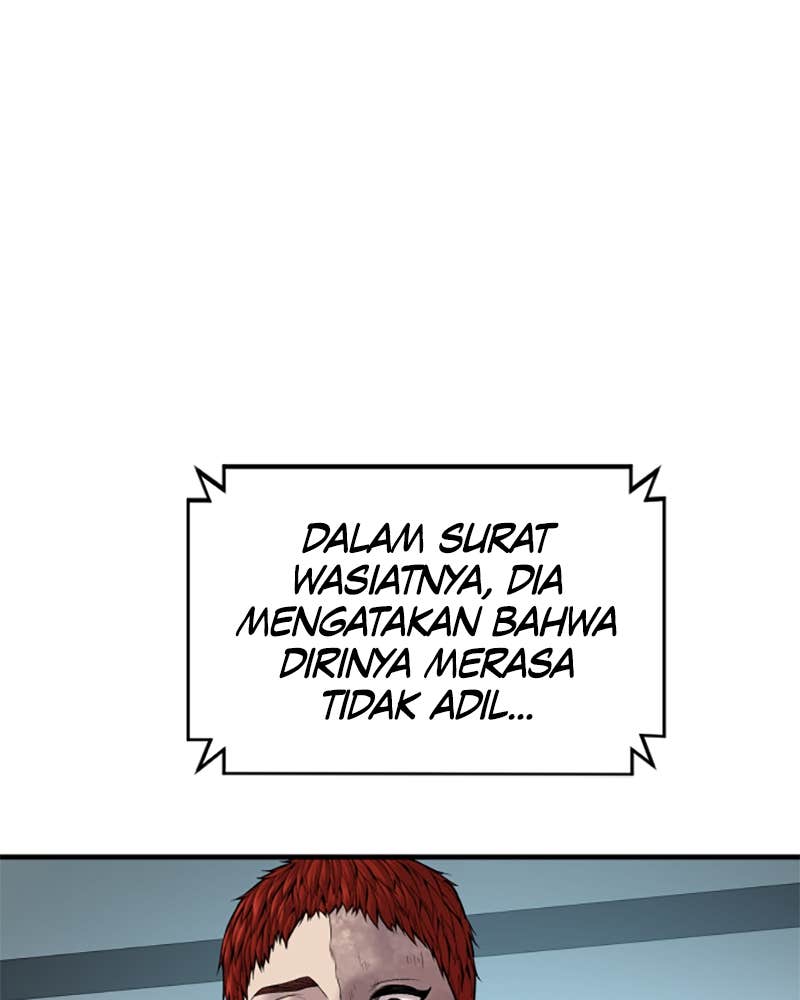 DALAM SURAT
WASIATNYA, DIA
MENGATAKAN BAHWA
DIRINYA MERASA
TIDAK ADIL...